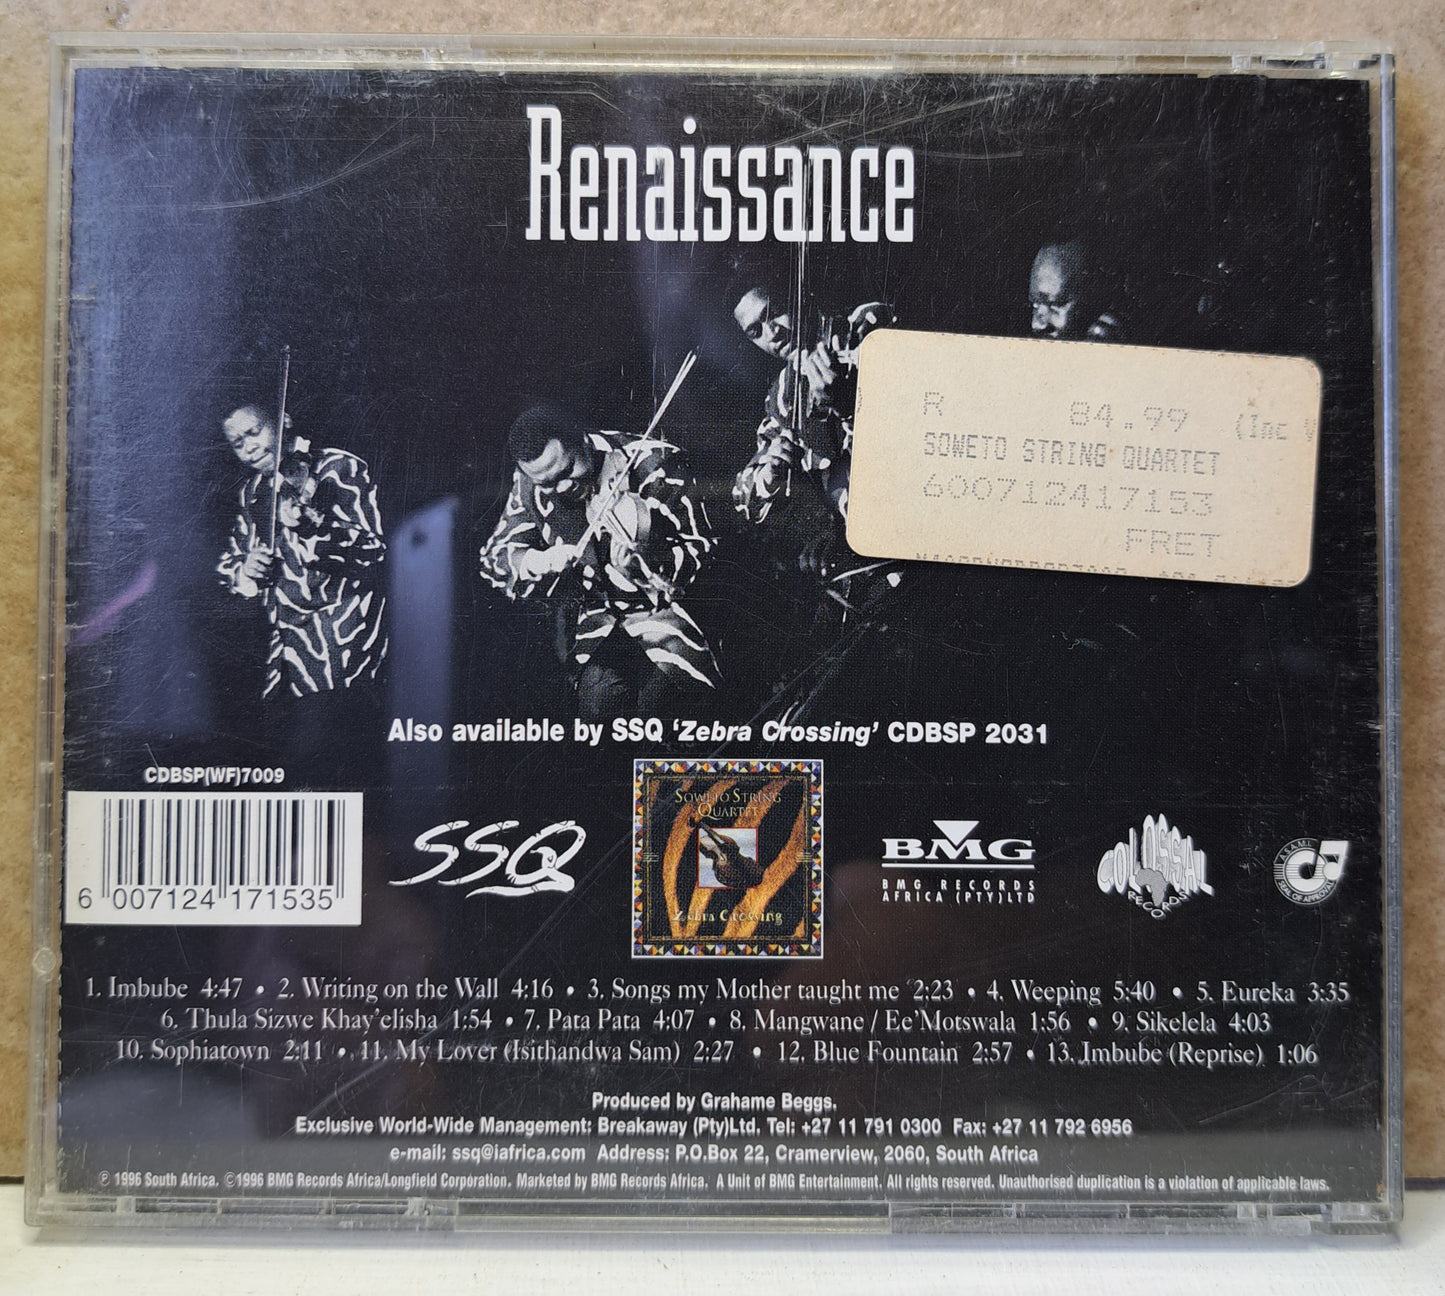 Renaissance
R 84.99 (Inc
SOWETO STRING QUARTET
600712417153
FRET
Also available by SSQ ‘Zebra Crossing’ CDBSP 2031
CDBSP(WF)7009
6 007124 171535
SSQ
SOWETO STRING
QUARTET
Zebra Crossing
BMG
BMG RECORDS
AFRICA (PTY)LTD
COLOSSAL
RECORDS
A.S.A.M.I.
SEAL OF APPROVAL
1. Imbube 4:47 • 2. Writing on the Wall 4:16 • 3. Songs my Mother taught me 2:23 • 4. Weeping 5:40 • 5. Eureka 3:35
6. Thula Sizwe Khay’elisha 1:54 • 7. Pata Pata 4:07 • 8. Mangwane / Ee’Motswala 1:56 • 9. Sikelela 4:03
10. Sophiatown 2:11 • 11. My Lover (Isithandwa Sam) 2:27 • 12. Blue Fountain 2:57 • 13. Imbube (Reprise) 1:06
Produced by Grahame Beggs.
Exclusive World-Wide Management: Breakaway (Pty)Ltd, Tel: +27 11 791 0300 Fax: +27 11 792 6956
e-mail: ssq@iafrica.com Address: P.O.Box 22, Cramerview, 2060, South Africa
℗ 1996 South Africa. ©1996 BMG Records Africa/Longfield Corporation. Marketed by BMG Records Africa. A Unit of BMG Entertainment. All rights reserved. Unauthorised duplication is a violation of applicable laws.